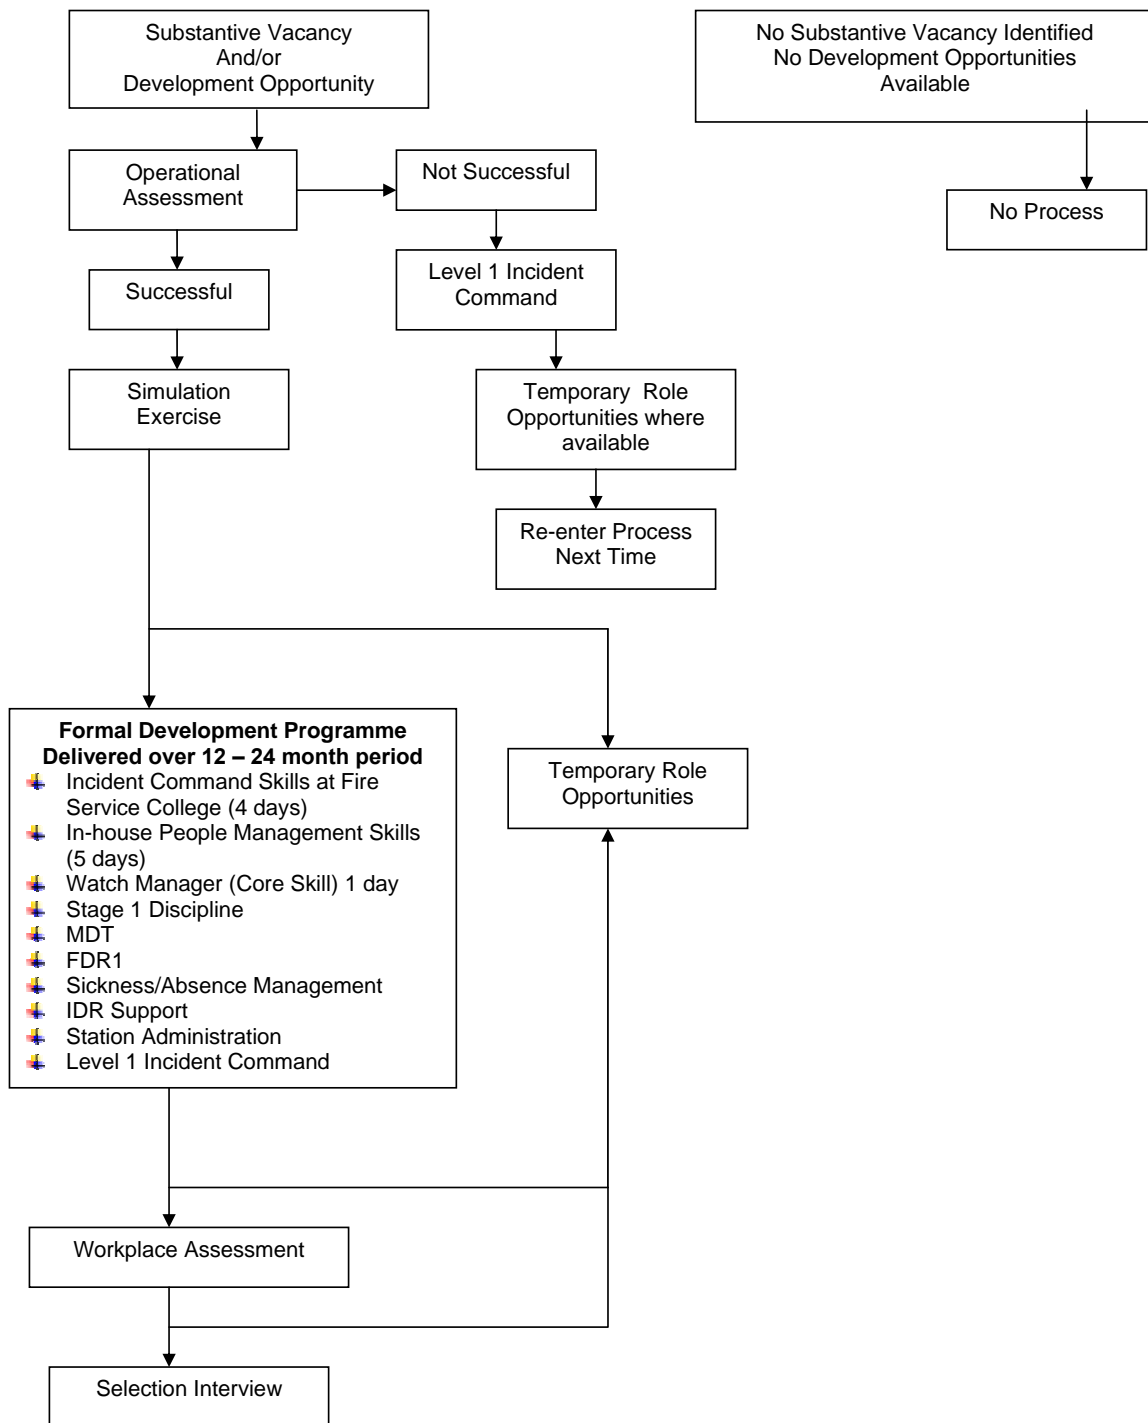 Substantive Vacancy
And/or
Development Opportunity
No Substantive Vacancy Identified
No Development Opportunities
Available
Operational
Assessment
Not Successful
No Process
Successful
Level 1 Incident
Command
Simulation
Exercise
Temporary Role
Opportunities where
available
Re-enter Process
Next Time
Formal Development Programme
Delivered over 12 – 24 month period
Incident Command Skills at Fire
Service College (4 days)
In-house People Management Skills
(5 days)
Watch Manager (Core Skill) 1 day
Stage 1 Discipline
MDT
FDR1
Sickness/Absence Management
IDR Support
Station Administration
Level 1 Incident Command
Temporary Role
Opportunities
Workplace Assessment
Selection Interview